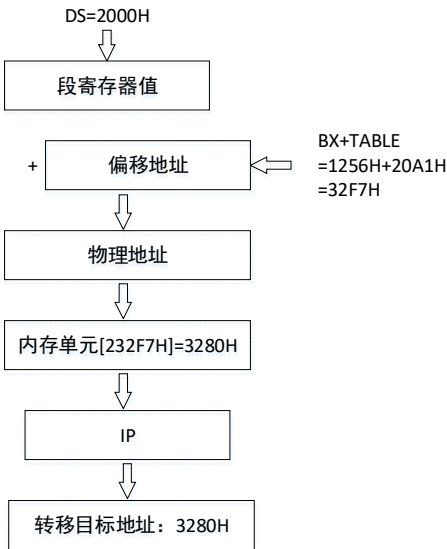 DS=2000H
段寄存器值
+
偏移地址
BX+TABLE
=1256H+20A1H
=32F7H
物理地址
内存单元[232F7H]=3280H
IP
转移目标地址：3280H